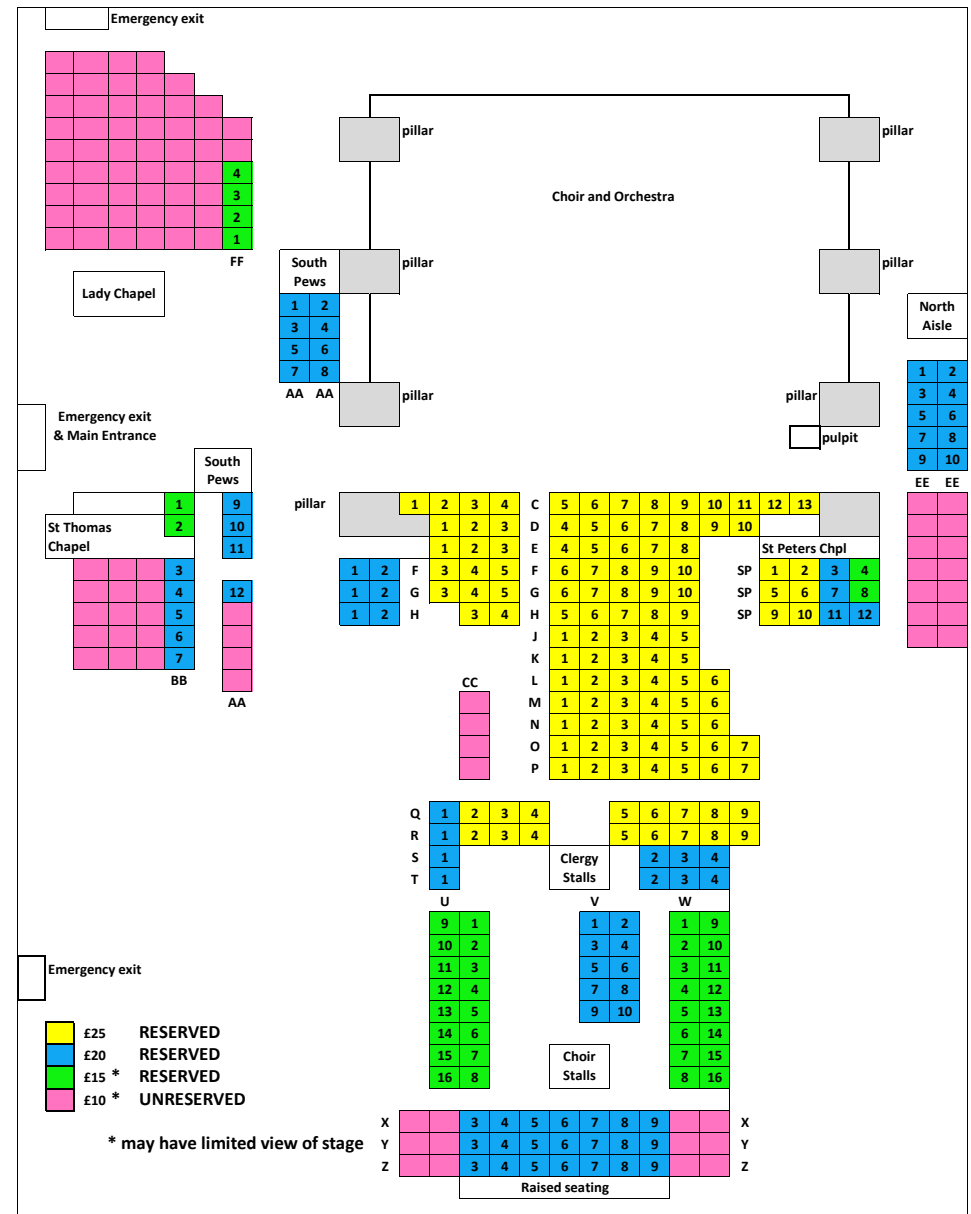 Emergency exit
pillar
pillar
Choir and Orchestra
4
3
2
1
FF
South
Pews
pillar
pillar
Lady Chapel
1 2
3 4
5 6
7 8
AA AA
pillar
pillar
pulpit
North
Aisle
1 2
3 4
5 6
7 8
9 10
EE EE
Emergency exit
& Main Entrance
South
Pews
St Thomas
Chapel
1
2
3
4
5
6
7
BB
9
10
11
12
AA
pillar
1 2 3 4 C 5 6 7 8 9 10 11 12 13
1 2 3 D 4 5 6 7 8 9 10
1 2 3 E 4 5 6 7 8
1 2 F 3 4 5 F 6 7 8 9 10
1 2 G 3 4 5 G 6 7 8 9 10
1 2 H 3 4 H 5 6 7 8 9
St Peters Chpl
SP 1 2 3 4
SP 5 6 7 8
SP 9 10 11 12
J 1 2 3 4 5
K 1 2 3 4 5
L 1 2 3 4 5 6
M 1 2 3 4 5 6
N 1 2 3 4 5 6
O 1 2 3 4 5 6 7
P 1 2 3 4 5 6 7
CC
Q 1 2 3 4 5 6 7 8 9
R 1 2 3 4 5 6 7 8 9
S 1 2 3 4
T 1 2 3 4
Clergy
Stalls
U V W
9 1 1 2 1 9
10 2 3 4 2 10
11 3 5 6 3 11
12 4 7 8 4 12
13 5 9 10 5 13
14 6 6 14
15 7 7 15
16 8 8 16
Choir
Stalls
Emergency exit
£25 RESERVED
£20 RESERVED
£15 * RESERVED
£10 * UNRESERVED
* may have limited view of stage
X 3 4 5 6 7 8 9 X
Y 3 4 5 6 7 8 9 Y
Z 3 4 5 6 7 8 9 Z
Raised seating